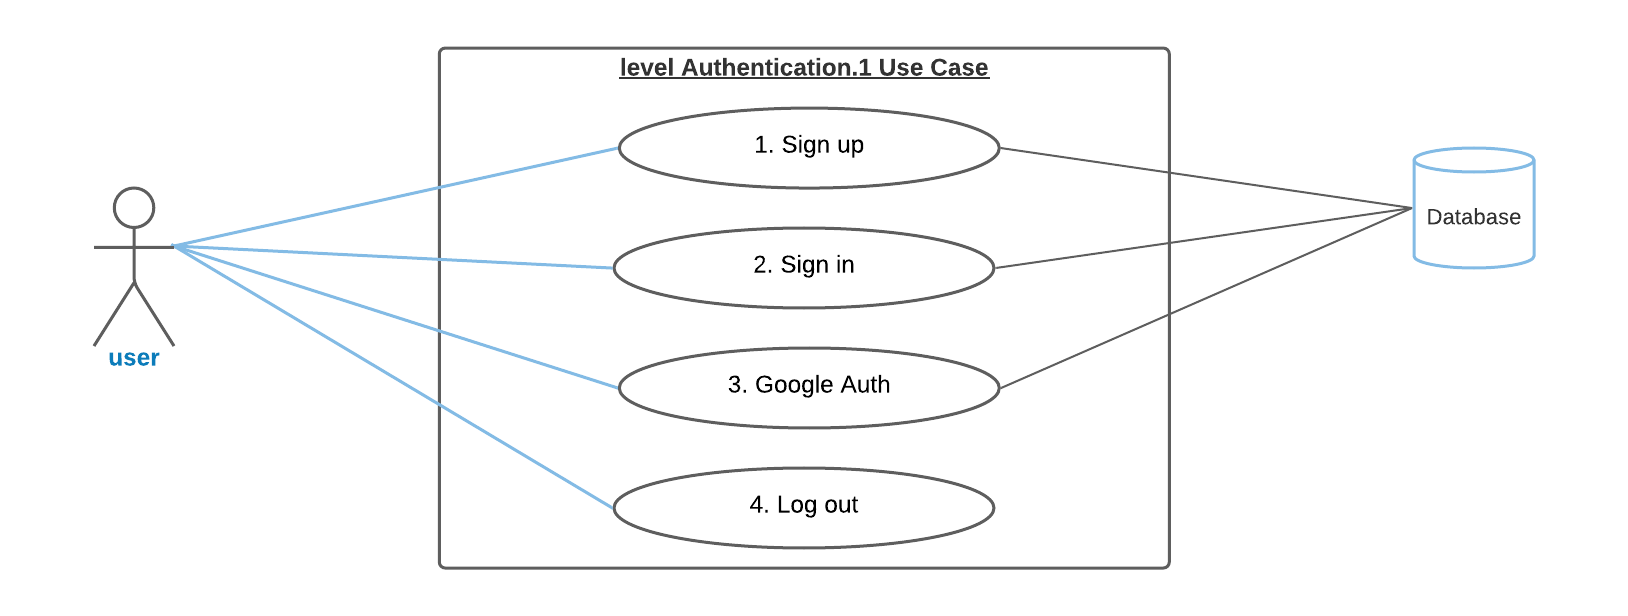 level Authentication.1 Use Case
1. Sign up
2. Sign in
3. Google Auth
4. Log out
user
Database